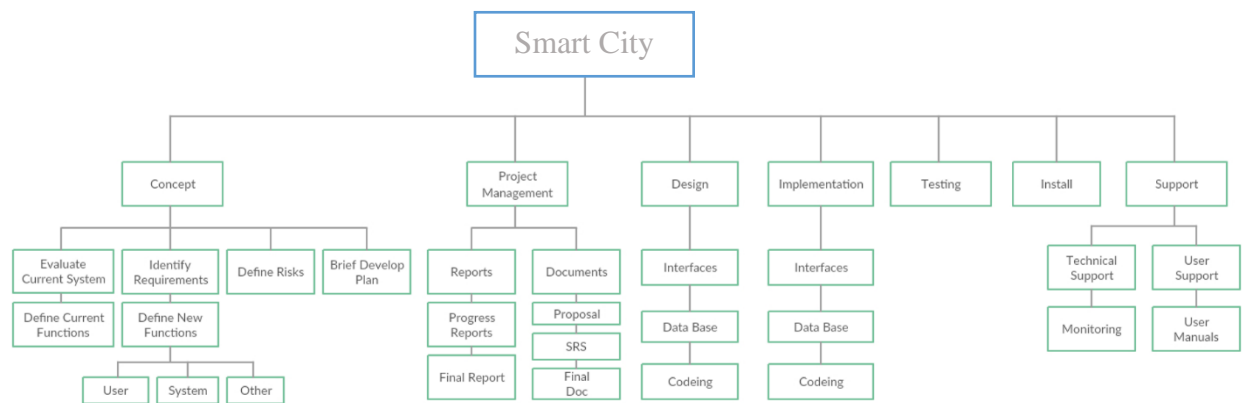 Smart City
Concept
Project
Management
Design
Implementation
Testing
Install
Support
Evaluate
Current System
Identify
Requirements
Define Risks
Brief Develop
Plan
Reports
Documents
Interfaces
Interfaces
Technical
Support
User
Support
Define Current
Functions
Define New
Functions
Progress
Reports
Proposal
Data Base
Data Base
Monitoring
User
Manuals
SRS
User
System
Other
Final Report
Final
Doc
Codeing
Codeing